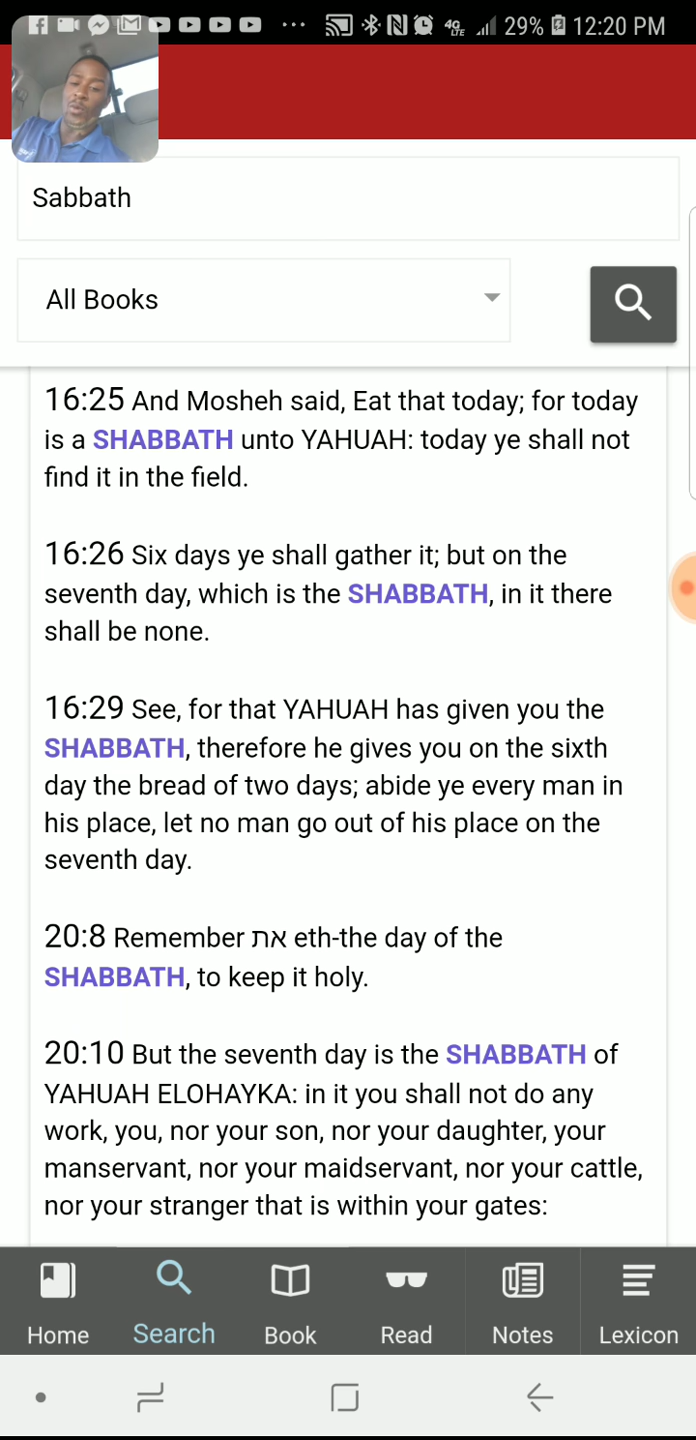 4G
LTE
29%
12:20 PM
Sabbath
All Books
16:25 And Mosheh said, Eat that today; for today
is a SHABBATH unto YAHUAH: today ye shall not
find it in the field.
16:26 Six days ye shall gather it; but on the
seventh day, which is the SHABBATH, in it there
shall be none.
16:29 See, for that YAHUAH has given you the
SHABBATH, therefore he gives you on the sixth
day the bread of two days; abide ye every man in
his place, let no man go out of his place on the
seventh day.
20:8 Remember את eth-the day of the
SHABBATH, to keep it holy.
20:10 But the seventh day is the SHABBATH of
YAHUAH ELOHAYKA: in it you shall not do any
work, you, nor your son, nor your daughter, your
manservant, nor your maidservant, nor your cattle,
nor your stranger that is within your gates:
Home Search Book Read Notes Lexicon